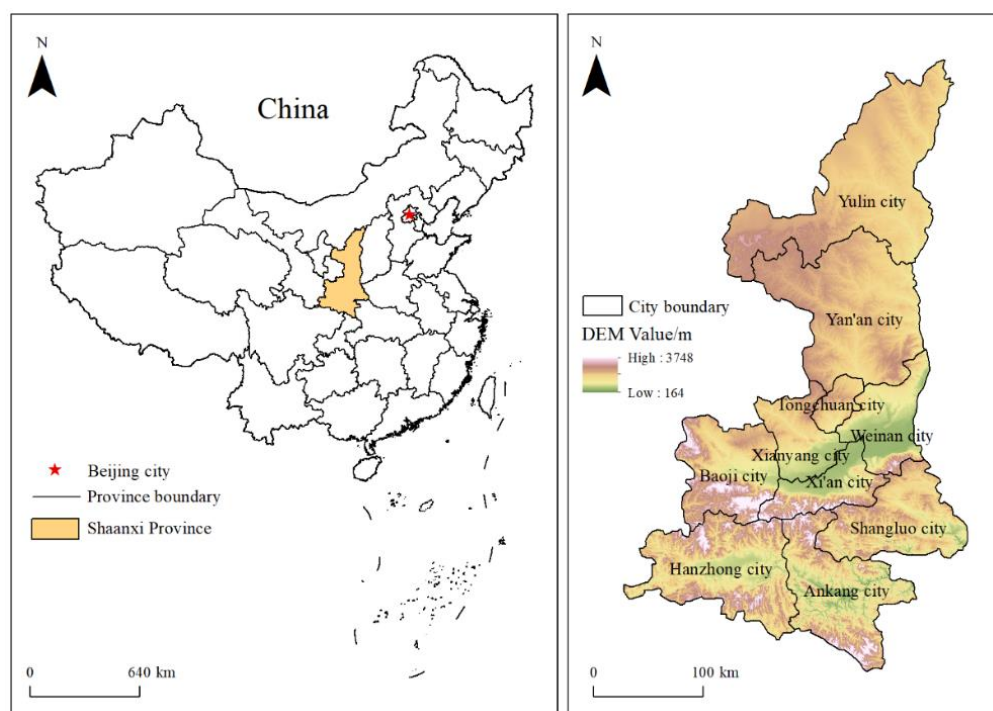 N
China
Beijing city
Province boundary
Shaanxi Province
0
640 km
N
Yulin city
City boundary
Yan'an city
DEM Value/m
High : 3748
Low : 164
Tongchuan city
Weinan city
Xianyang city
Baoji city
Xi'an city
Shangluo city
Hanzhong city
Ankang city
0
100 km